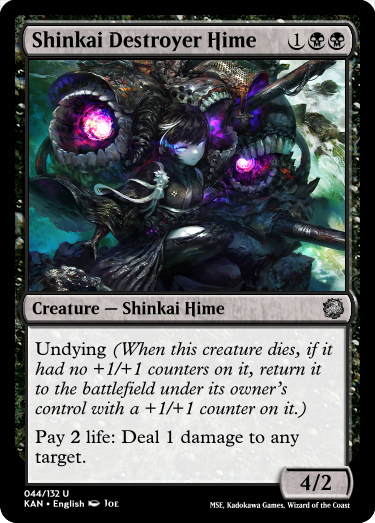 Shinkai Destroyer Hime 1
Creature — Shinkai Hime
Undying (When this creature dies, if it
had no +1/+1 counters on it, return it
to the battlefield under its owner's
control with a +1/+1 counter on it.)
Pay 2 life: Deal 1 damage to any
target.
4/2
044/132 U
KAN • English JOE
MSE, Kadokawa Games, Wizard of the Coast